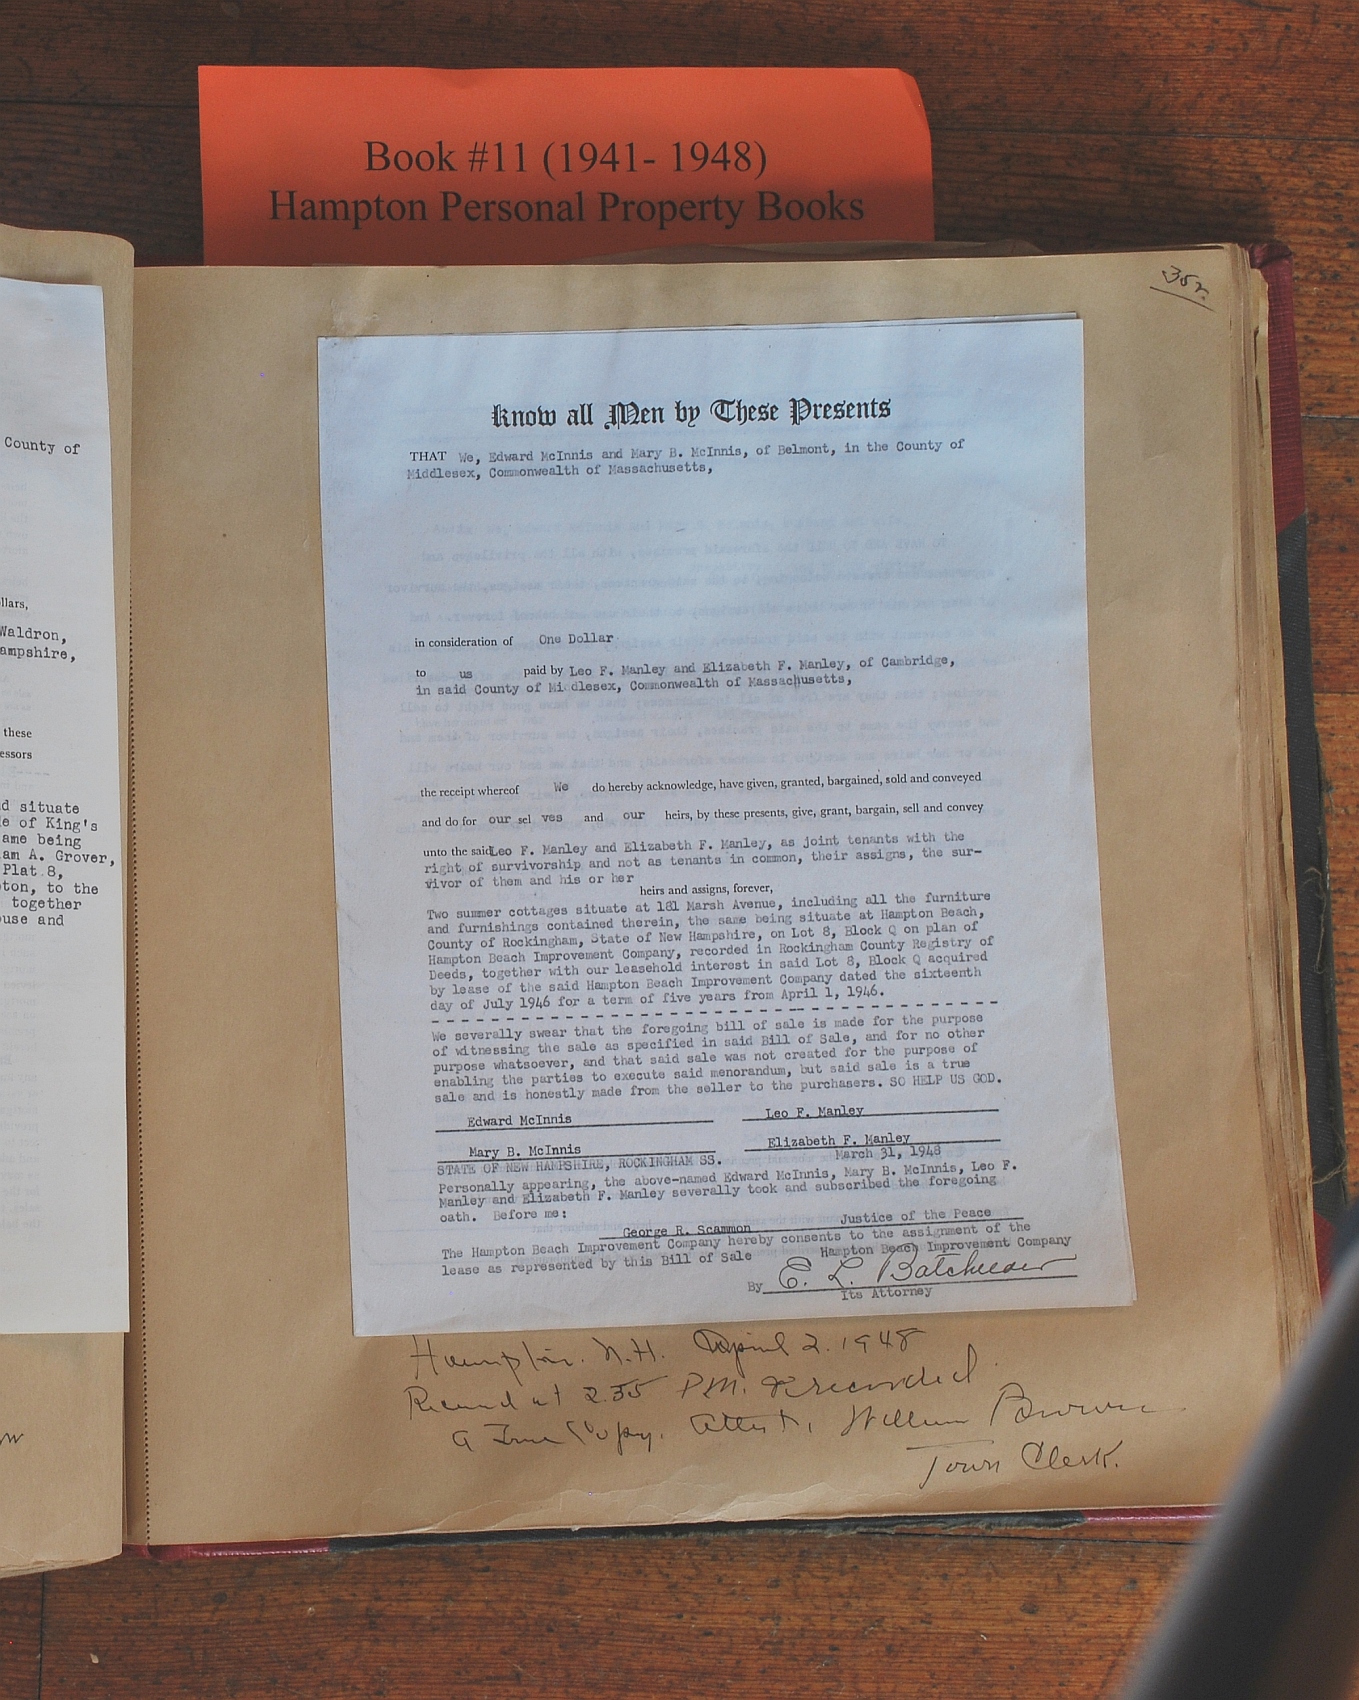 Book #11 (1941- 1948)
Hampton Personal Property Books
352
County of
llars,
Waldron,
ampshire,
these
essors
d situate
e of King's
ame being
am A. Grover,
Plat 8,
ton, to the
together
ouse and
Know all Men by These Presents
THAT We, Edward McInnis and Mary B. McInnis, of Belmont, in the County of
Middlesex, Commonwealth of Massachusetts,
in consideration of One Dollar
to us paid by Leo F. Manley and Elizabeth F. Manley, of Cambridge,
in said County of Mi dlesex, Commonwealth of Massachusetts,
the receipt whereof We do hereby acknowledge, have given, granted, bargained, sold and conveyed
and do for our sel ves and our heirs, by these presents, give, grant, bargain, sell and convey
unto the said Leo F. Manley and Elizabeth F. Manley, as joint tenants with the
right of survivorship and not as tenants in common, their assigns, the sur-
vivor of them and his or her
heirs and assigns, forever,
Two summer cottages situate at 181 Marsh Avenue, including all the furniture
and furnishings contained therein, the same being situate at Hampton Beach,
County of Rockingham, State of New Hampshire, on Lot 8, Block Q on plan of
Hampton Beach Improvement Company, recorded in Rockingham County Registry of
Deeds, together with our leasehold interest in said Lot 8, Block Q acquired
by lease of the said Hampton Beach Improvement Company dated the sixteenth
day of July 1946 for a term of five years from April 1, 1946.
We severally swear that the foregoing bill of sale is made for the purpose
of witnessing the sale as specified in said Bill of Sale, and for no other
purpose whatsoever, and that said sale was not created for the purpose of
enabling the parties to execute said menorandum, but said sale is a true
sale and is honestly made from the seller to the purchasers. SO HELP US GOD.
Edward McInnis Leo F. Manley
Mary B. McInnis Elizabeth F. Manley
STATE OF NEW HAMPSHIRE, ROCKINGHAM SS. March 31, 1948
Personally appearing, the above-named Edward McInnis, Mary B. McInnis, Leo F.
Manley and Elizabeth F. Manley severally took and subscribed the foregoing
oath. Before me:
George R. Scammon Justice of the Peace
The Hampton Beach Improvement Company hereby consents to the assignment of the
lease as represented by this Bill of Sale Hampton Beach Improvement Company
By E. L. Batchelder
Its Attorney
Hampton. N.H. April 2. 1948
Received at 2.35 P.M. & recorded
a True Copy. Attest, William Brown
Town Clerk.